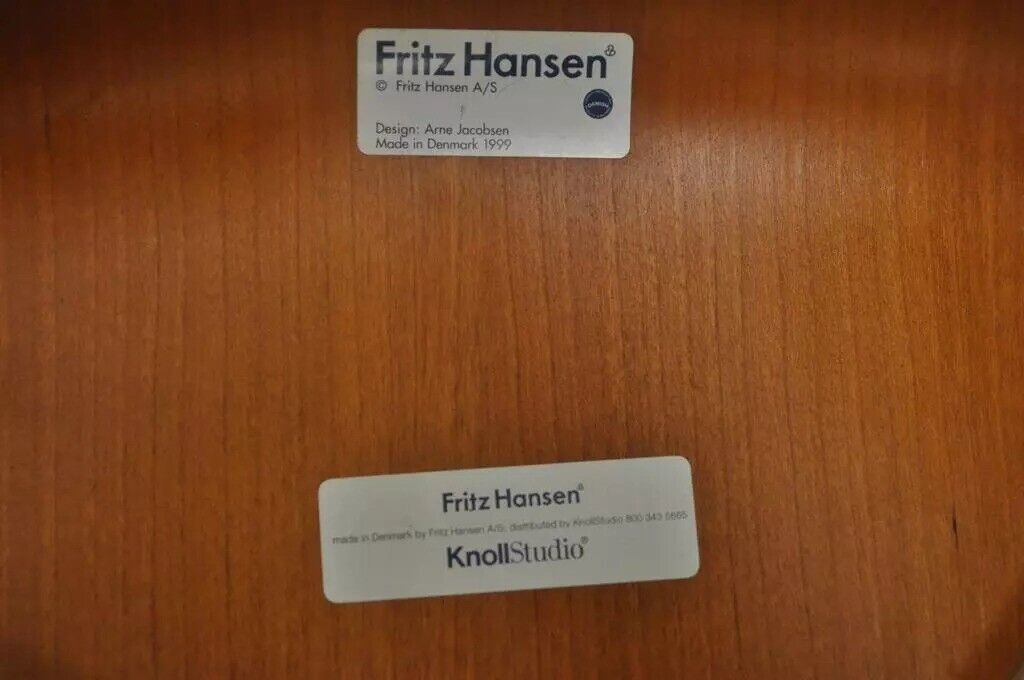 Fritz Hansen
© Fritz Hansen A/S
DANISH
Design: Arne Jacobsen
Made in Denmark 1999
Fritz Hansen
made in Denmark by Fritz Hansen A/S; distributed by KnollStudio 800 343 5665
KnollStudio®